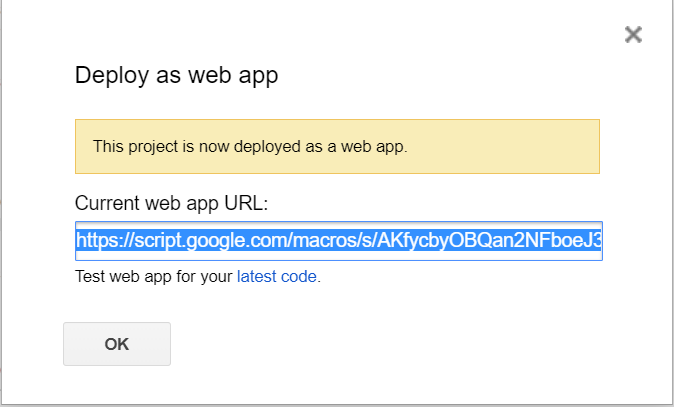 Deploy as web app
This project is now deployed as a web app.
Current web app URL:
https://script.google.com/macros/s/AKfycbyOBQan2NFboeJ3
Test web app for your latest code.
OK